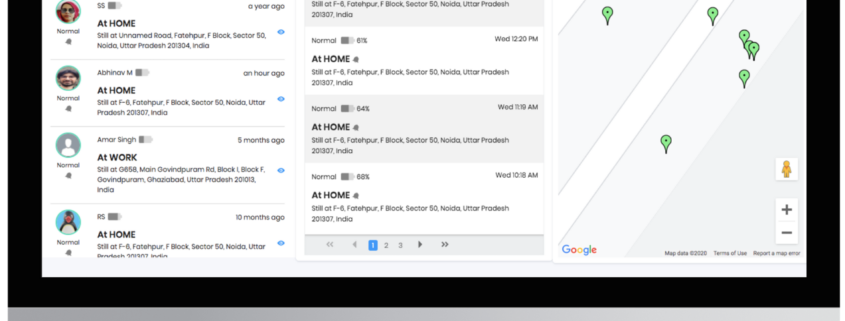 SS
a year ago
Normal
At HOME
Still at Unnamed Road, Fatehpur, F Block, Sector 50,
Noida, Uttar Pradesh 201304, India
Abhinav M
an hour ago
Normal
At HOME
Still at F-6, Fatehpur, F Block, Sector 50, Noida, Uttar
Pradesh 201307, India
Amar Singh
5 months ago
Normal
At WORK
Still at G658, Main Govindpuram Rd, Block I, Block F,
Govindpuram, Ghaziabad, Uttar Pradesh 201013,
India
RS
10 months ago
Normal
At HOME
Still at F-6, Fatehpur, F Block, Sector 50, Noida, Uttar
Pradesh 201307, India
Still at F-6, Fatehpur, F Block, Sector 50, Noida, Uttar Pradesh
201307, India
Normal 61%
Wed 12:20 PM
At HOME
Still at F-6, Fatehpur, F Block, Sector 50, Noida, Uttar Pradesh
201307, India
Normal 64%
Wed 11:19 AM
At HOME
Still at F-6, Fatehpur, F Block, Sector 50, Noida, Uttar Pradesh
201307, India
Normal 68%
Wed 10:18 AM
At HOME
Still at F-6, Fatehpur, F Block, Sector 50, Noida, Uttar Pradesh
201307, India
1 2 3
Google
Map data ©2020 Terms of Use Report a map error